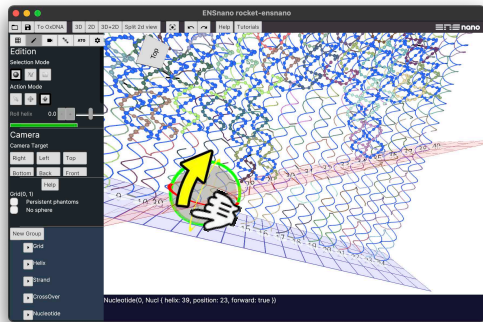 ENSnano rocket-ensnano
To OxDNA
3D
2D
3D+2D
Split 2d view
Help
Tutorials
ENSnano
Edition
Selection Mode
Action Mode
Roll helix 0.0
Camera
Camera Target
Right Left Top
Bottom Back Front
Help
Grid(0, 1)
Persistent phantoms
No sphere
New Group
Grid
Helix
Strand
CrossOver
Nucleotide
Top
Nucleotide(0, Nucl { helix: 39, position: 23, forward: true })